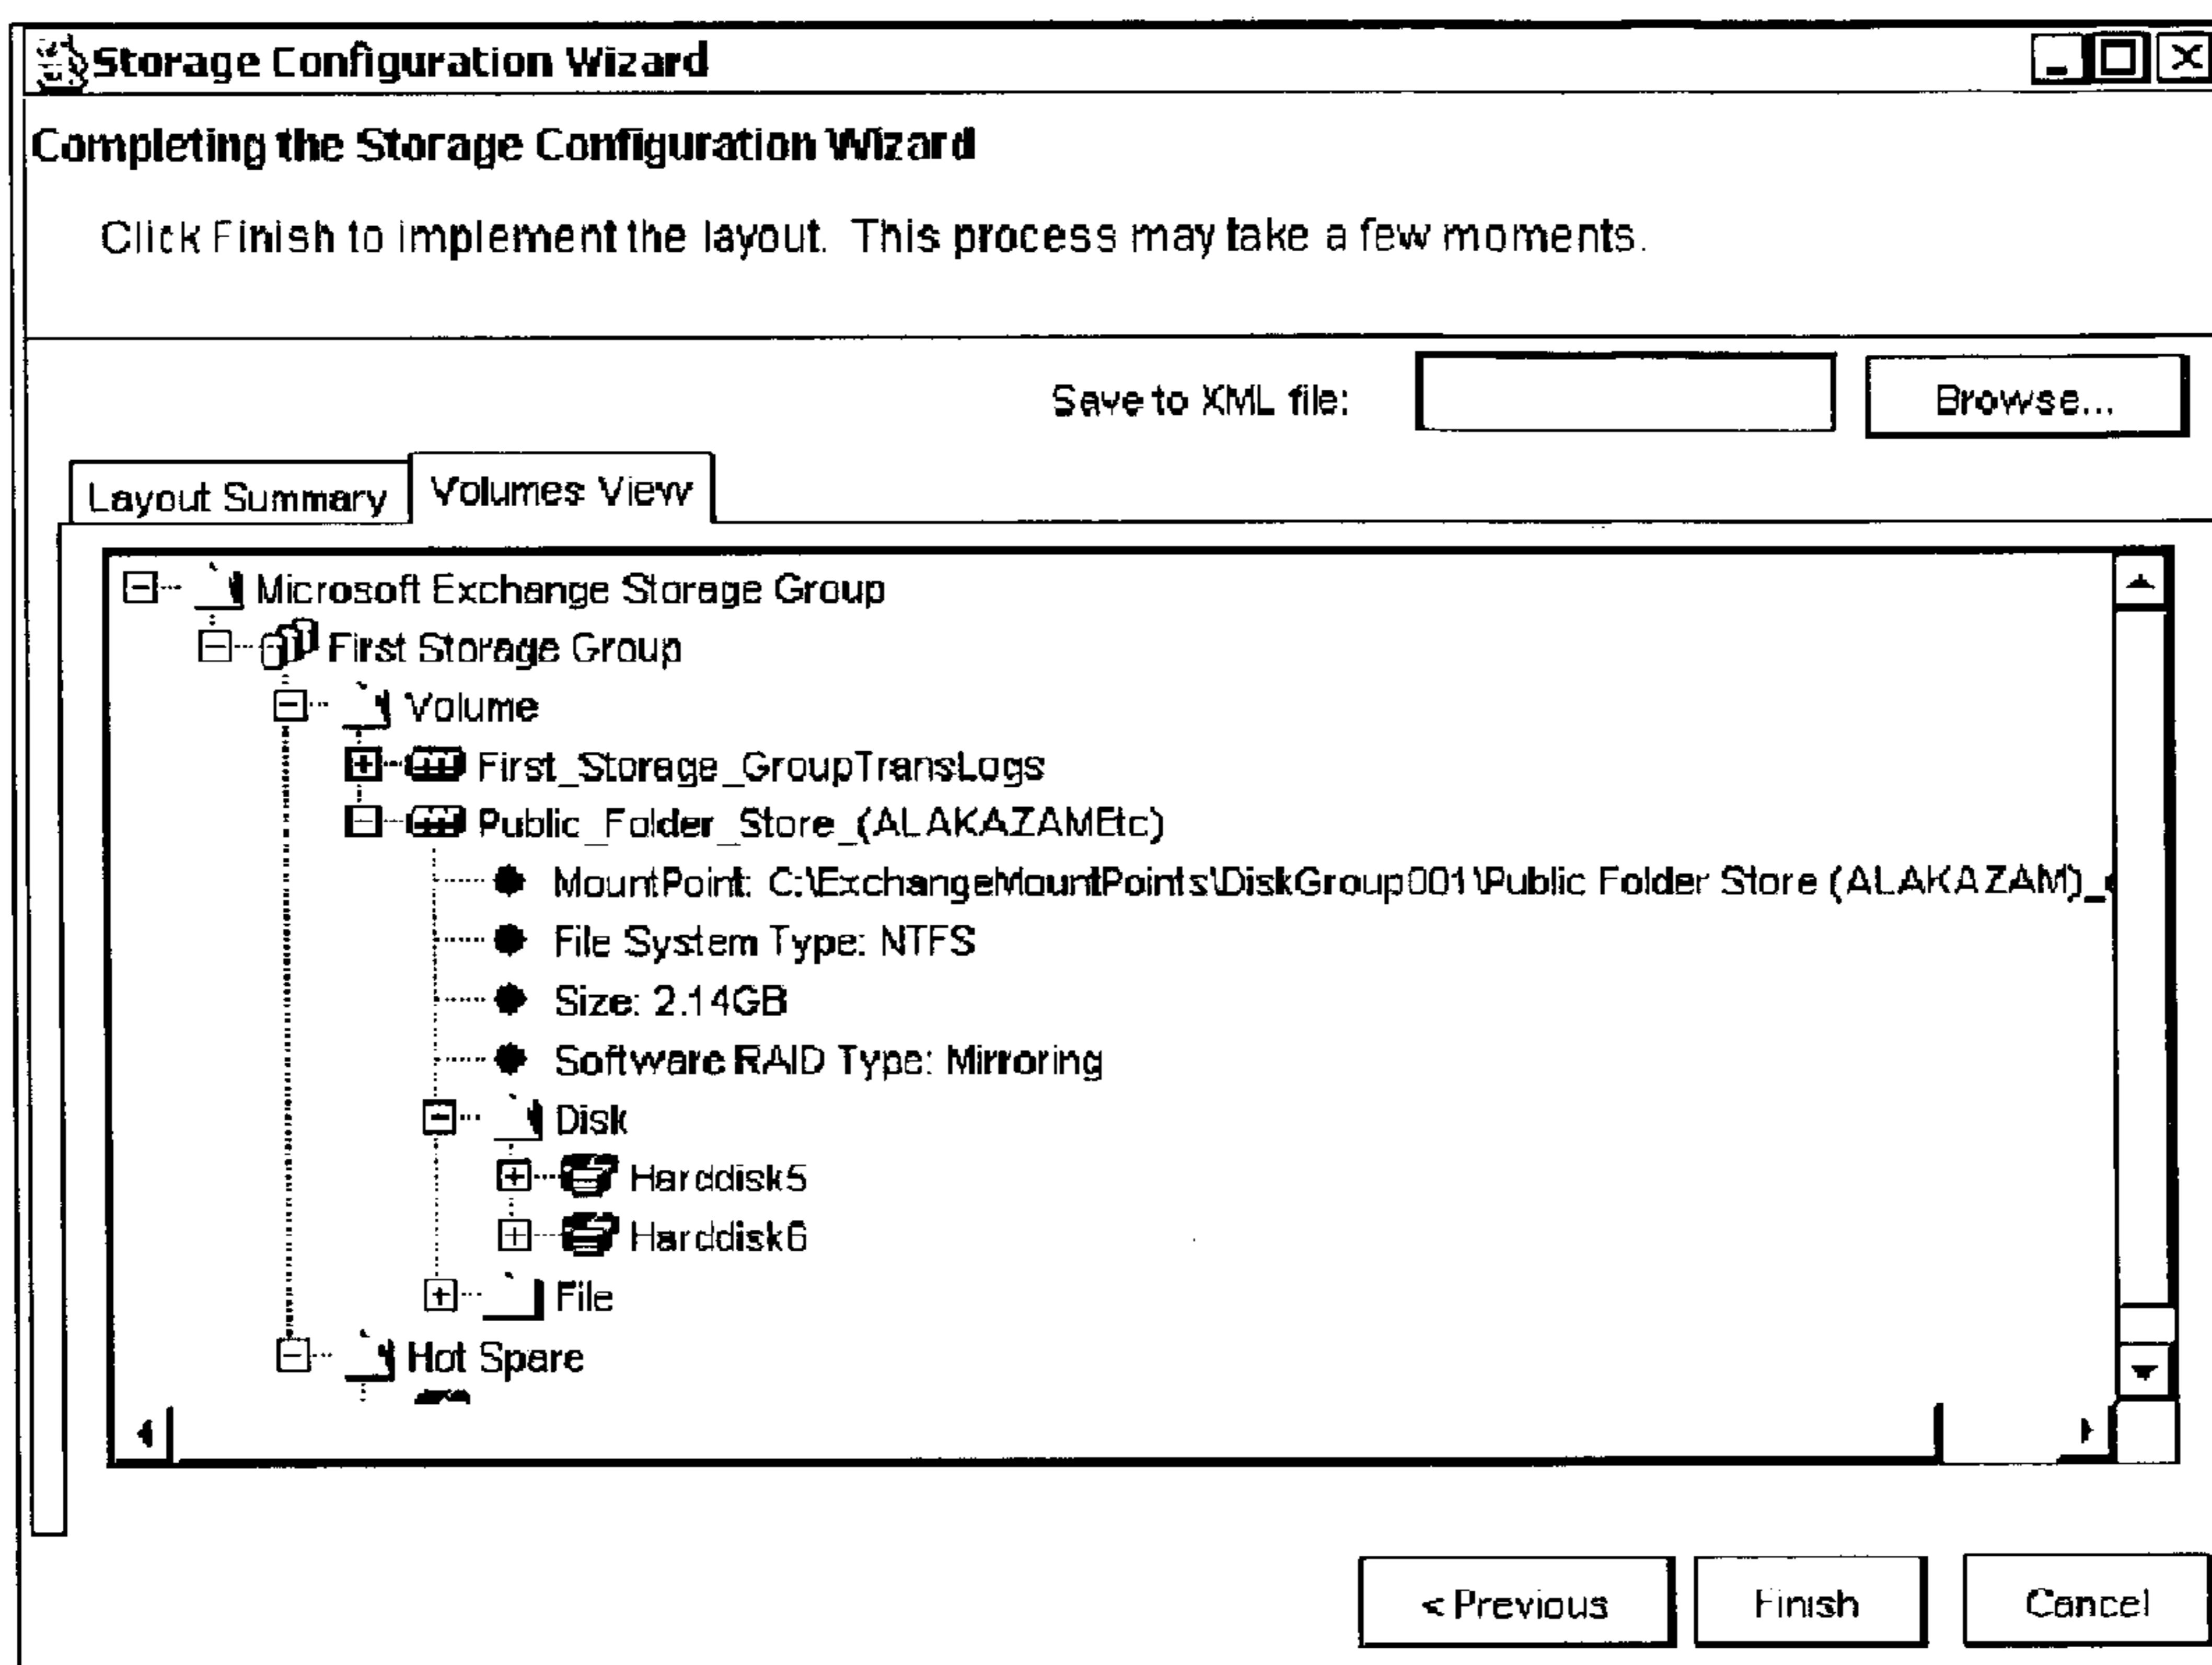 Storage Configuration Wizard
Completing the Storage Configuration Wizard
Click Finish to implement the layout. This process may take a few moments.
Save to XML file: Browse...
Layout Summary Volumes View
Microsoft Exchange Storage Group
First Storage Group
Volume
First_Storage_GroupTransLogs
Public_Folder_Store_(ALAKAZAMEtc)
MountPoint: C:\ExchangeMountPoints\DiskGroup001\Public Folder Store (ALAKAZAM)_
File System Type: NTFS
Size: 2.14GB
Software RAID Type: Mirroring
Disk
Harddisk5
Harddisk6
File
Hot Spare
< Previous Finish Cancel